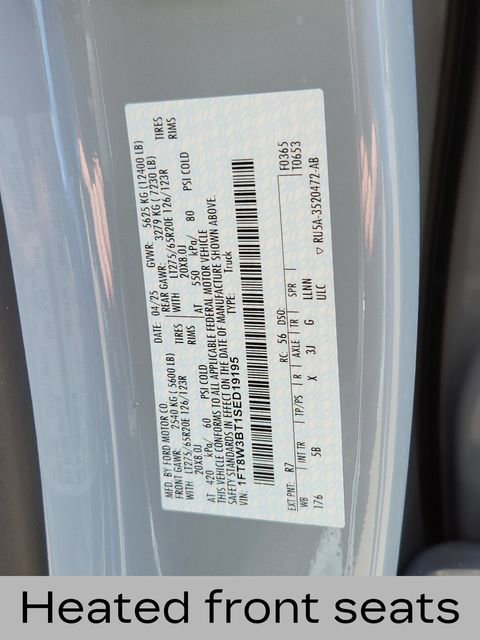 MFD. BY FORD MOTOR CO. DATE: 04/25 GVWR: 5625 KG (12400 LB)
FRONT GAWR: 2540 KG (5600 LB) REAR GAWR: 3279 KG (7230 LB)
WITH LT275/65R20E 126/123R TIRES WITH LT275/65R20E 126/123R TIRES
20X8.0J RIMS 20X8.0J RIMS
AT 420 kPa/ 60 PSI COLD AT 550 kPa/ 80 PSI COLD
THIS VEHICLE CONFORMS TO ALL APPLICABLE FEDERAL MOTOR VEHICLE
SAFETY STANDARDS IN EFFECT ON THE DATE OF MANUFACTURE SHOWN ABOVE.
VIN: 1FT8W3BT1SED19195 TYPE: Truck
F0365
T0653
EXT PNT: R7 RC: 56 DSO:
WB INT TR TP/PS R AXLE TR SPR
176 5B X 3J G LLNN
ULC
RU5A-3520472-AB
Heated front seats